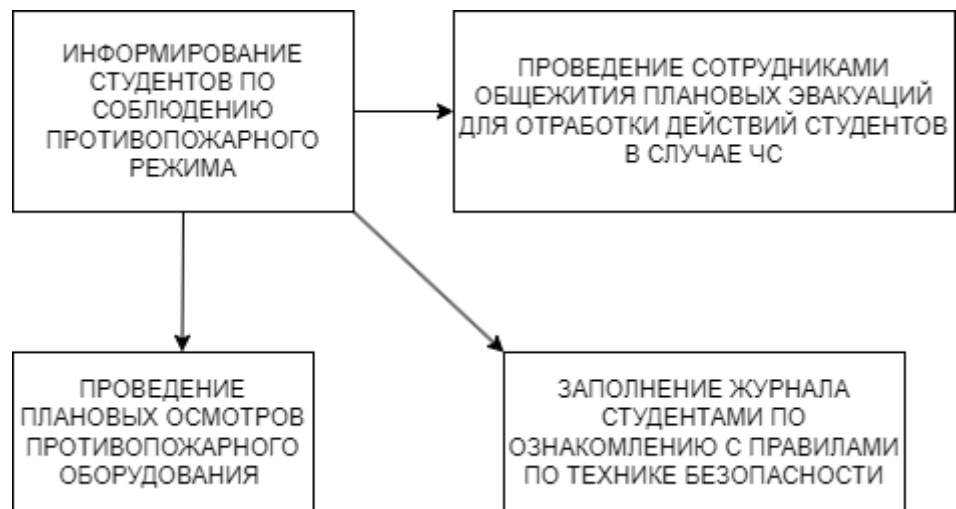 ИНФОРМИРОВАНИЕ
СТУДЕНТОВ ПО
СОБЛЮДЕНИЮ
ПРОТИВОПОЖАРНОГО
РЕЖИМА
ПРОВЕДЕНИЕ СОТРУДНИКАМИ
ОБЩЕЖИТИЯ ПЛАНОВЫХ ЭВАКУАЦИЙ
ДЛЯ ОТРАБОТКИ ДЕЙСТВИЙ СТУДЕНТОВ
В СЛУЧАЕ ЧС
ПРОВЕДЕНИЕ
ПЛАНОВЫХ ОСМОТРОВ
ПРОТИВОПОЖАРНОГО
ОБОРУДОВАНИЯ
ЗАПОЛНЕНИЕ ЖУРНАЛА
СТУДЕНТАМИ ПО
ОЗНАКОМЛЕНИЮ С ПРАВИЛАМИ
ПО ТЕХНИКЕ БЕЗОПАСНОСТИ